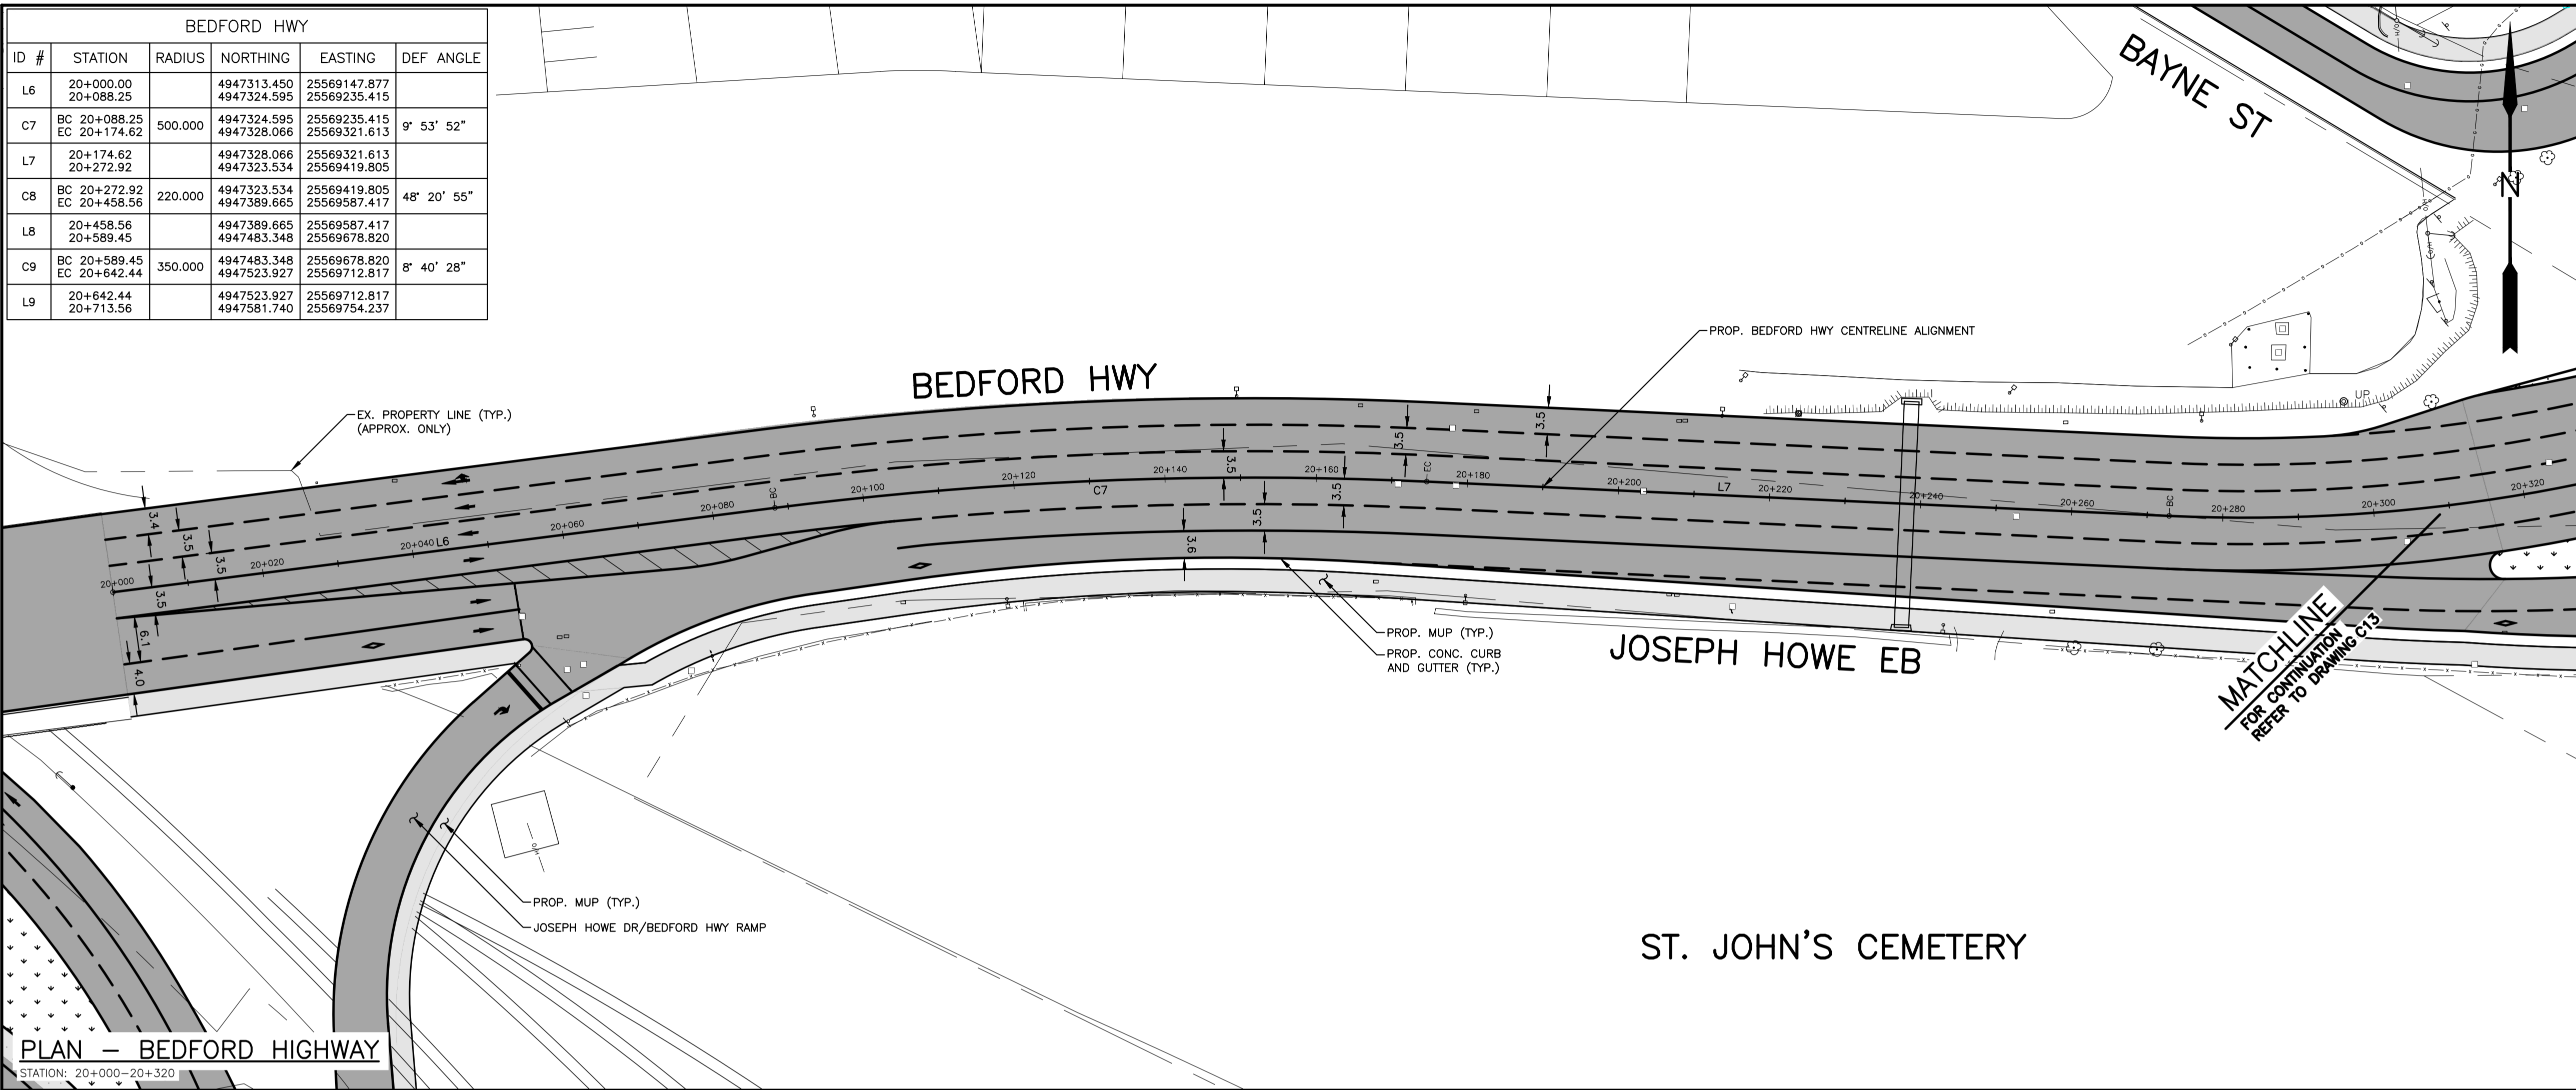 BEDFORD HWY
ID # STATION RADIUS NORTHING EASTING DEF ANGLE
L6 20+000.00 4947313.450 25569147.877
20+088.25 4947324.595 25569235.415
C7 BC 20+088.25 500.000 4947324.595 25569235.415 9° 53' 52"
EC 20+174.62 4947328.066 25569321.613
L7 20+174.62 4947328.066 25569321.613
20+272.92 4947323.534 25569419.805
C8 BC 20+272.92 220.000 4947323.534 25569419.805 48° 20' 55"
EC 20+458.56 4947389.665 25569587.417
L8 20+458.56 4947389.665 25569587.417
20+589.45 4947483.348 25569678.820
C9 BC 20+589.45 350.000 4947483.348 25569678.820 8° 40' 28"
EC 20+642.44 4947523.927 25569712.817
L9 20+642.44 4947523.927 25569712.817
20+713.56 4947581.740 25569754.237
BAYNE ST
N
O/H
O/H
O/H
PROP. BEDFORD HWY CENTRELINE ALIGNMENT
BEDFORD HWY
UP
EX. PROPERTY LINE (TYP.)
(APPROX. ONLY)
3.5
3.5
3.5
3.5
3.5
3.6
3.4
3.5
3.5
3.5
6.1
4.0
20+000
20+020
20+040
L6
20+060
20+080
BC
20+100
20+120
C7
20+140
20+160
EC
20+180
20+200
L7
20+220
20+240
20+260
BC
20+280
20+300
20+320
PROP. MUP (TYP.)
PROP. CONC. CURB
AND GUTTER (TYP.)
JOSEPH HOWE EB
MATCHLINE
FOR CONTINUATION
REFER TO DRAWING C13
O/H
PROP. MUP (TYP.)
JOSEPH HOWE DR/BEDFORD HWY RAMP
ST. JOHN'S CEMETERY
PLAN – BEDFORD HIGHWAY
STATION: 20+000-20+320